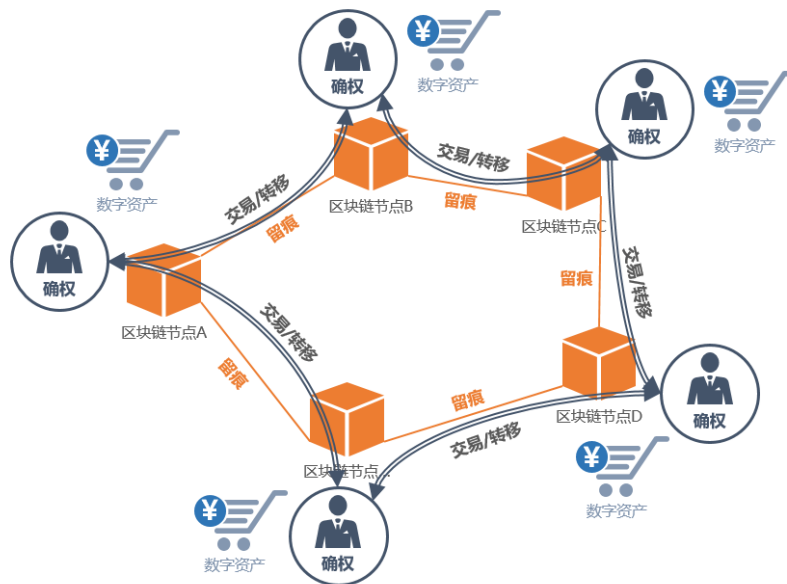 ¥
数字资产
确权
¥
数字资产
确权
¥
数字资产
交易/转移
交易/转移
留痕
区块链节点B
留痕
区块链节点C
确权
留痕
交易/转移
区块链节点A
交易/转移
留痕
留痕
区块链节点D
确权
交易/转移
区块链节点...
¥
数字资产
¥
数字资产
确权